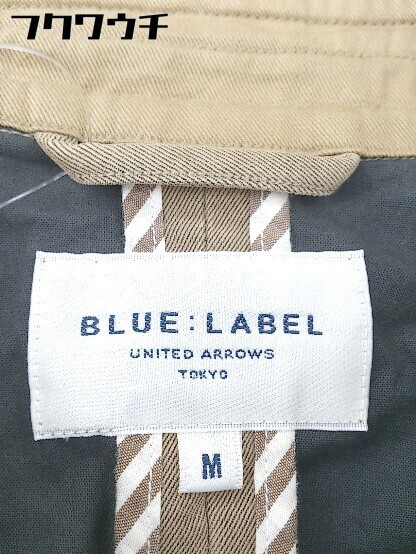 フクワウチ
BLUE:LABEL
UNITED ARROWS
TOKYO
M